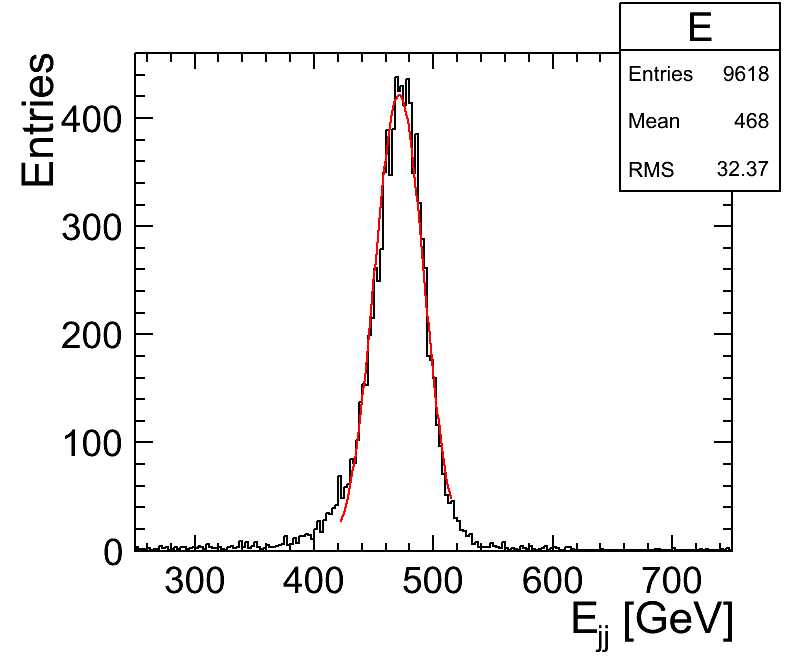 E
Entries 9618
Mean 468
RMS 32.37
Entries
400
300
200
100
0
300 400 500 600 700
E_jj [GeV]